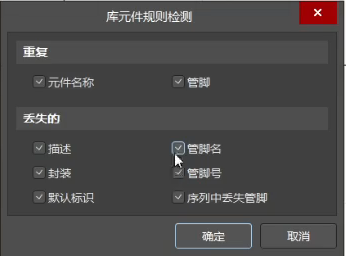 库元件规则检测
重复
元件名称 管脚
丢失的
描述 管脚名
封装 管脚号
默认标识 序列中丢失管脚
确定 取消